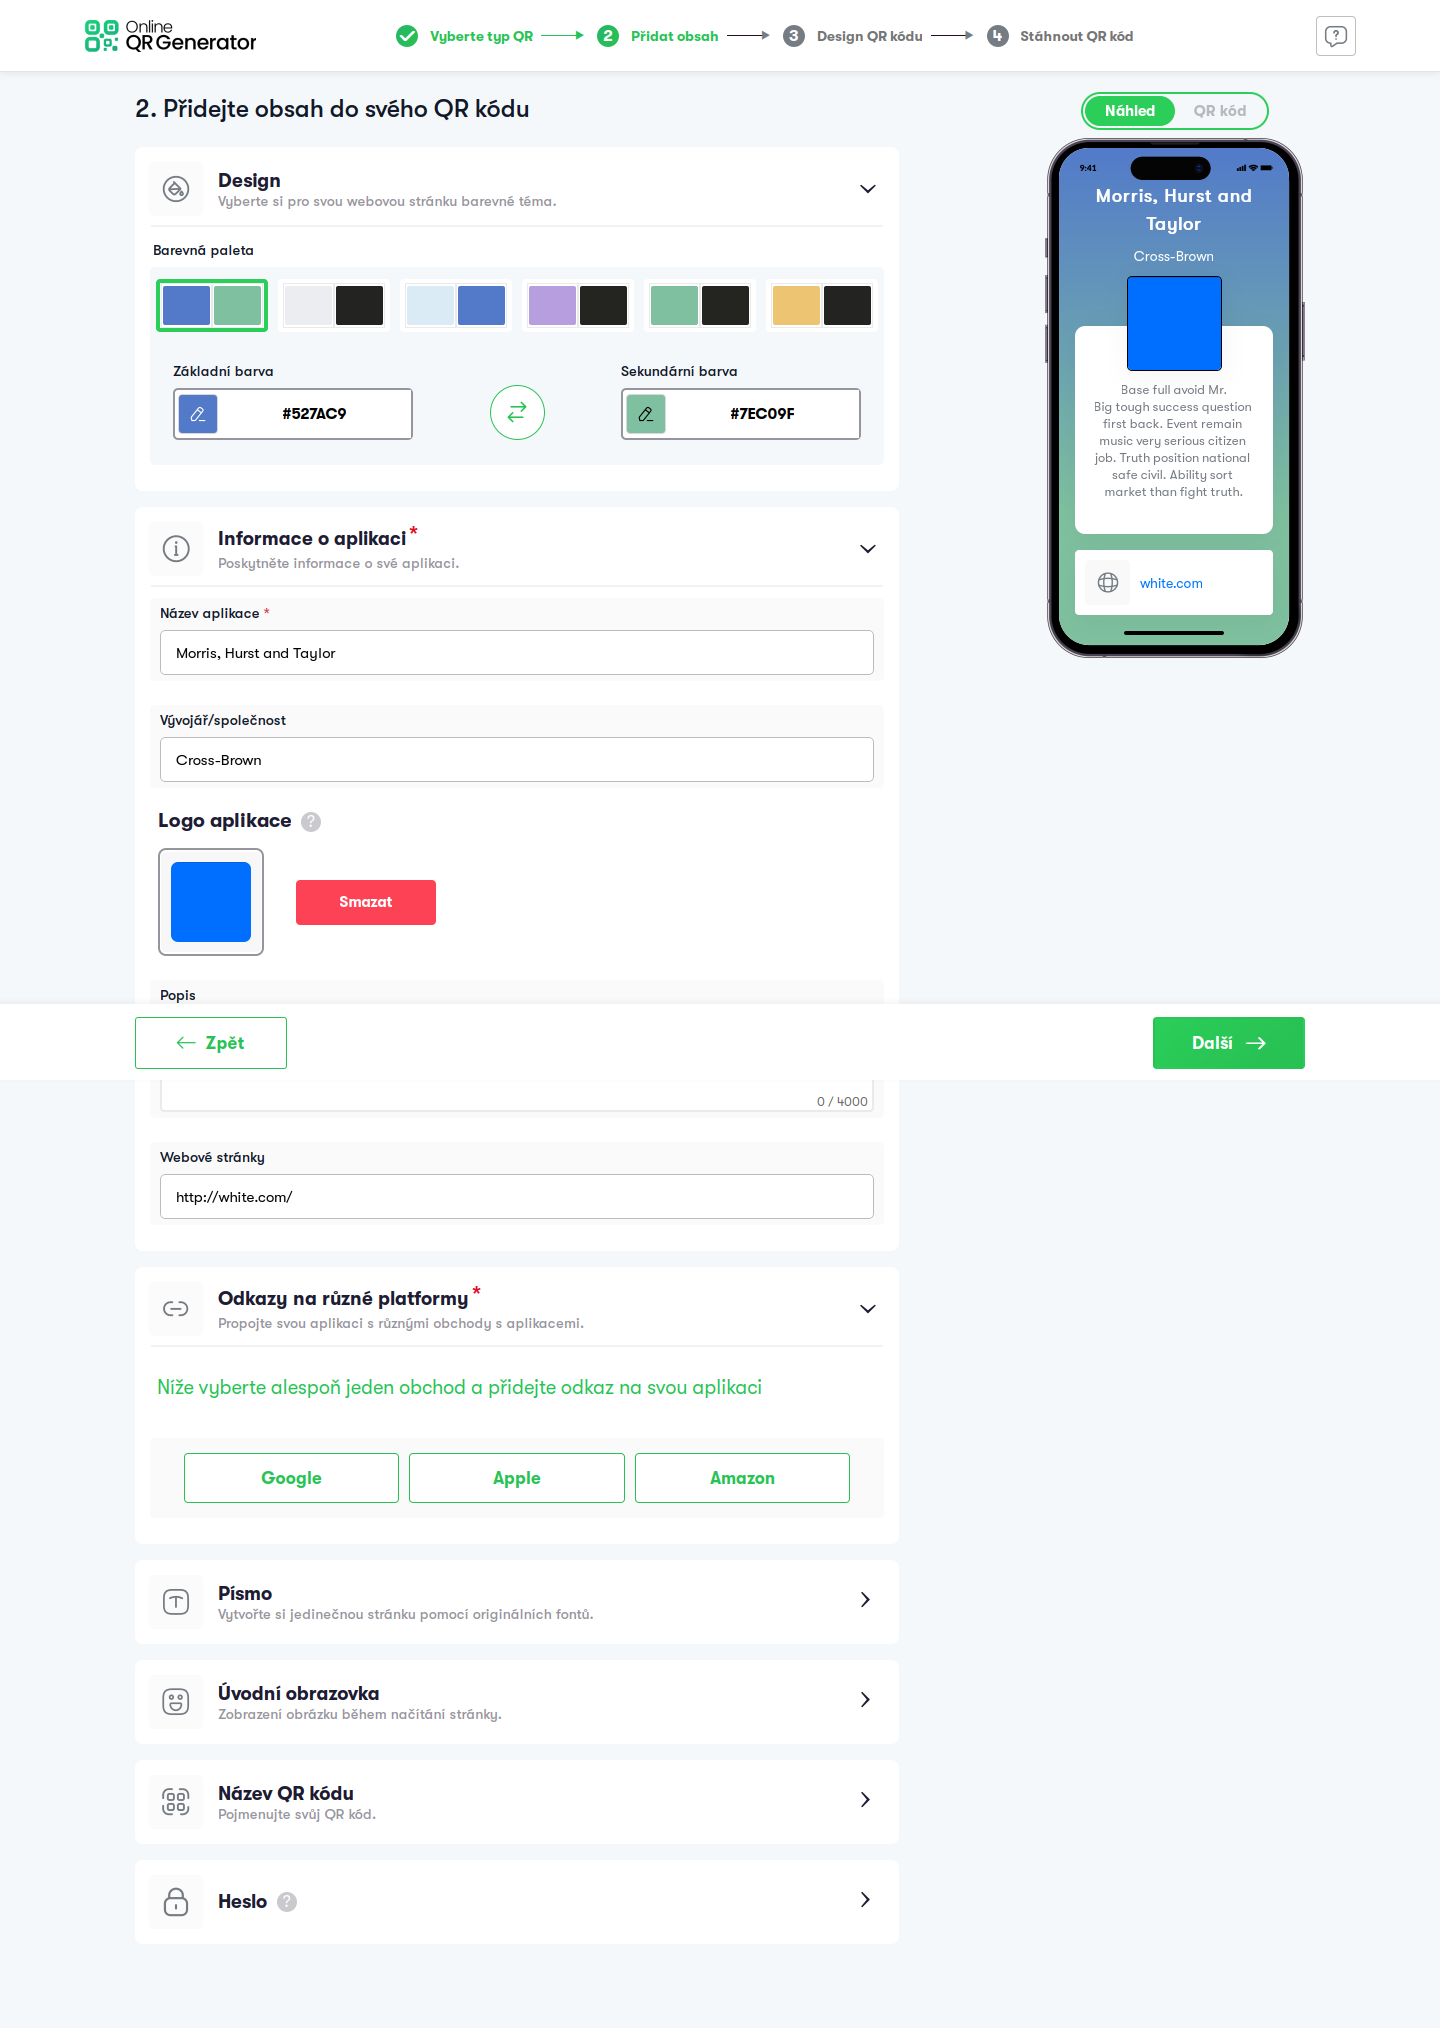 Online
QR Generator
Vyberte typ QR
2
Přidat obsah
3
Design QR kódu
4
Stáhnout QR kód
2. Přidejte obsah do svého QR kódu
Náhled
QR kód
Design
Vyberte si pro svou webovou stránku barevné téma.
Barevná paleta
Základní barva
#527AC9
Sekundární barva
#7EC09F
9:41
Morris, Hurst and
Taylor
Cross-Brown
Base full avoid Mr.
Big tough success question
first back. Event remain
music very serious citizen
job. Truth position national
safe civil. Ability sort
market than fight truth.
white.com
Informace o aplikaci *
Poskytněte informace o své aplikaci.
Název aplikace *
Morris, Hurst and Taylor
Vývojář/společnost
Cross-Brown
Logo aplikace ?
Smazat
Popis
Zpět
Další
0 / 4000
Webové stránky
http://white.com/
Odkazy na různé platformy *
Propojte svou aplikaci s různými obchody s aplikacemi.
Níže vyberte alespoň jeden obchod a přidejte odkaz na svou aplikaci
Google
Apple
Amazon
Písmo
Vytvořte si jedinečnou stránku pomocí originálních fontů.
Úvodní obrazovka
Zobrazení obrázku během načítání stránky.
Název QR kódu
Pojmenujte svůj QR kód.
Heslo ?